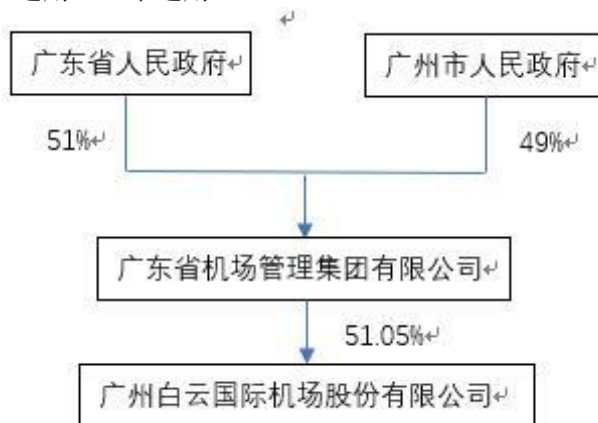 广东省人民政府
广州市人民政府
51%
49%
广东省机场管理集团有限公司
51.05%
广州白云国际机场股份有限公司